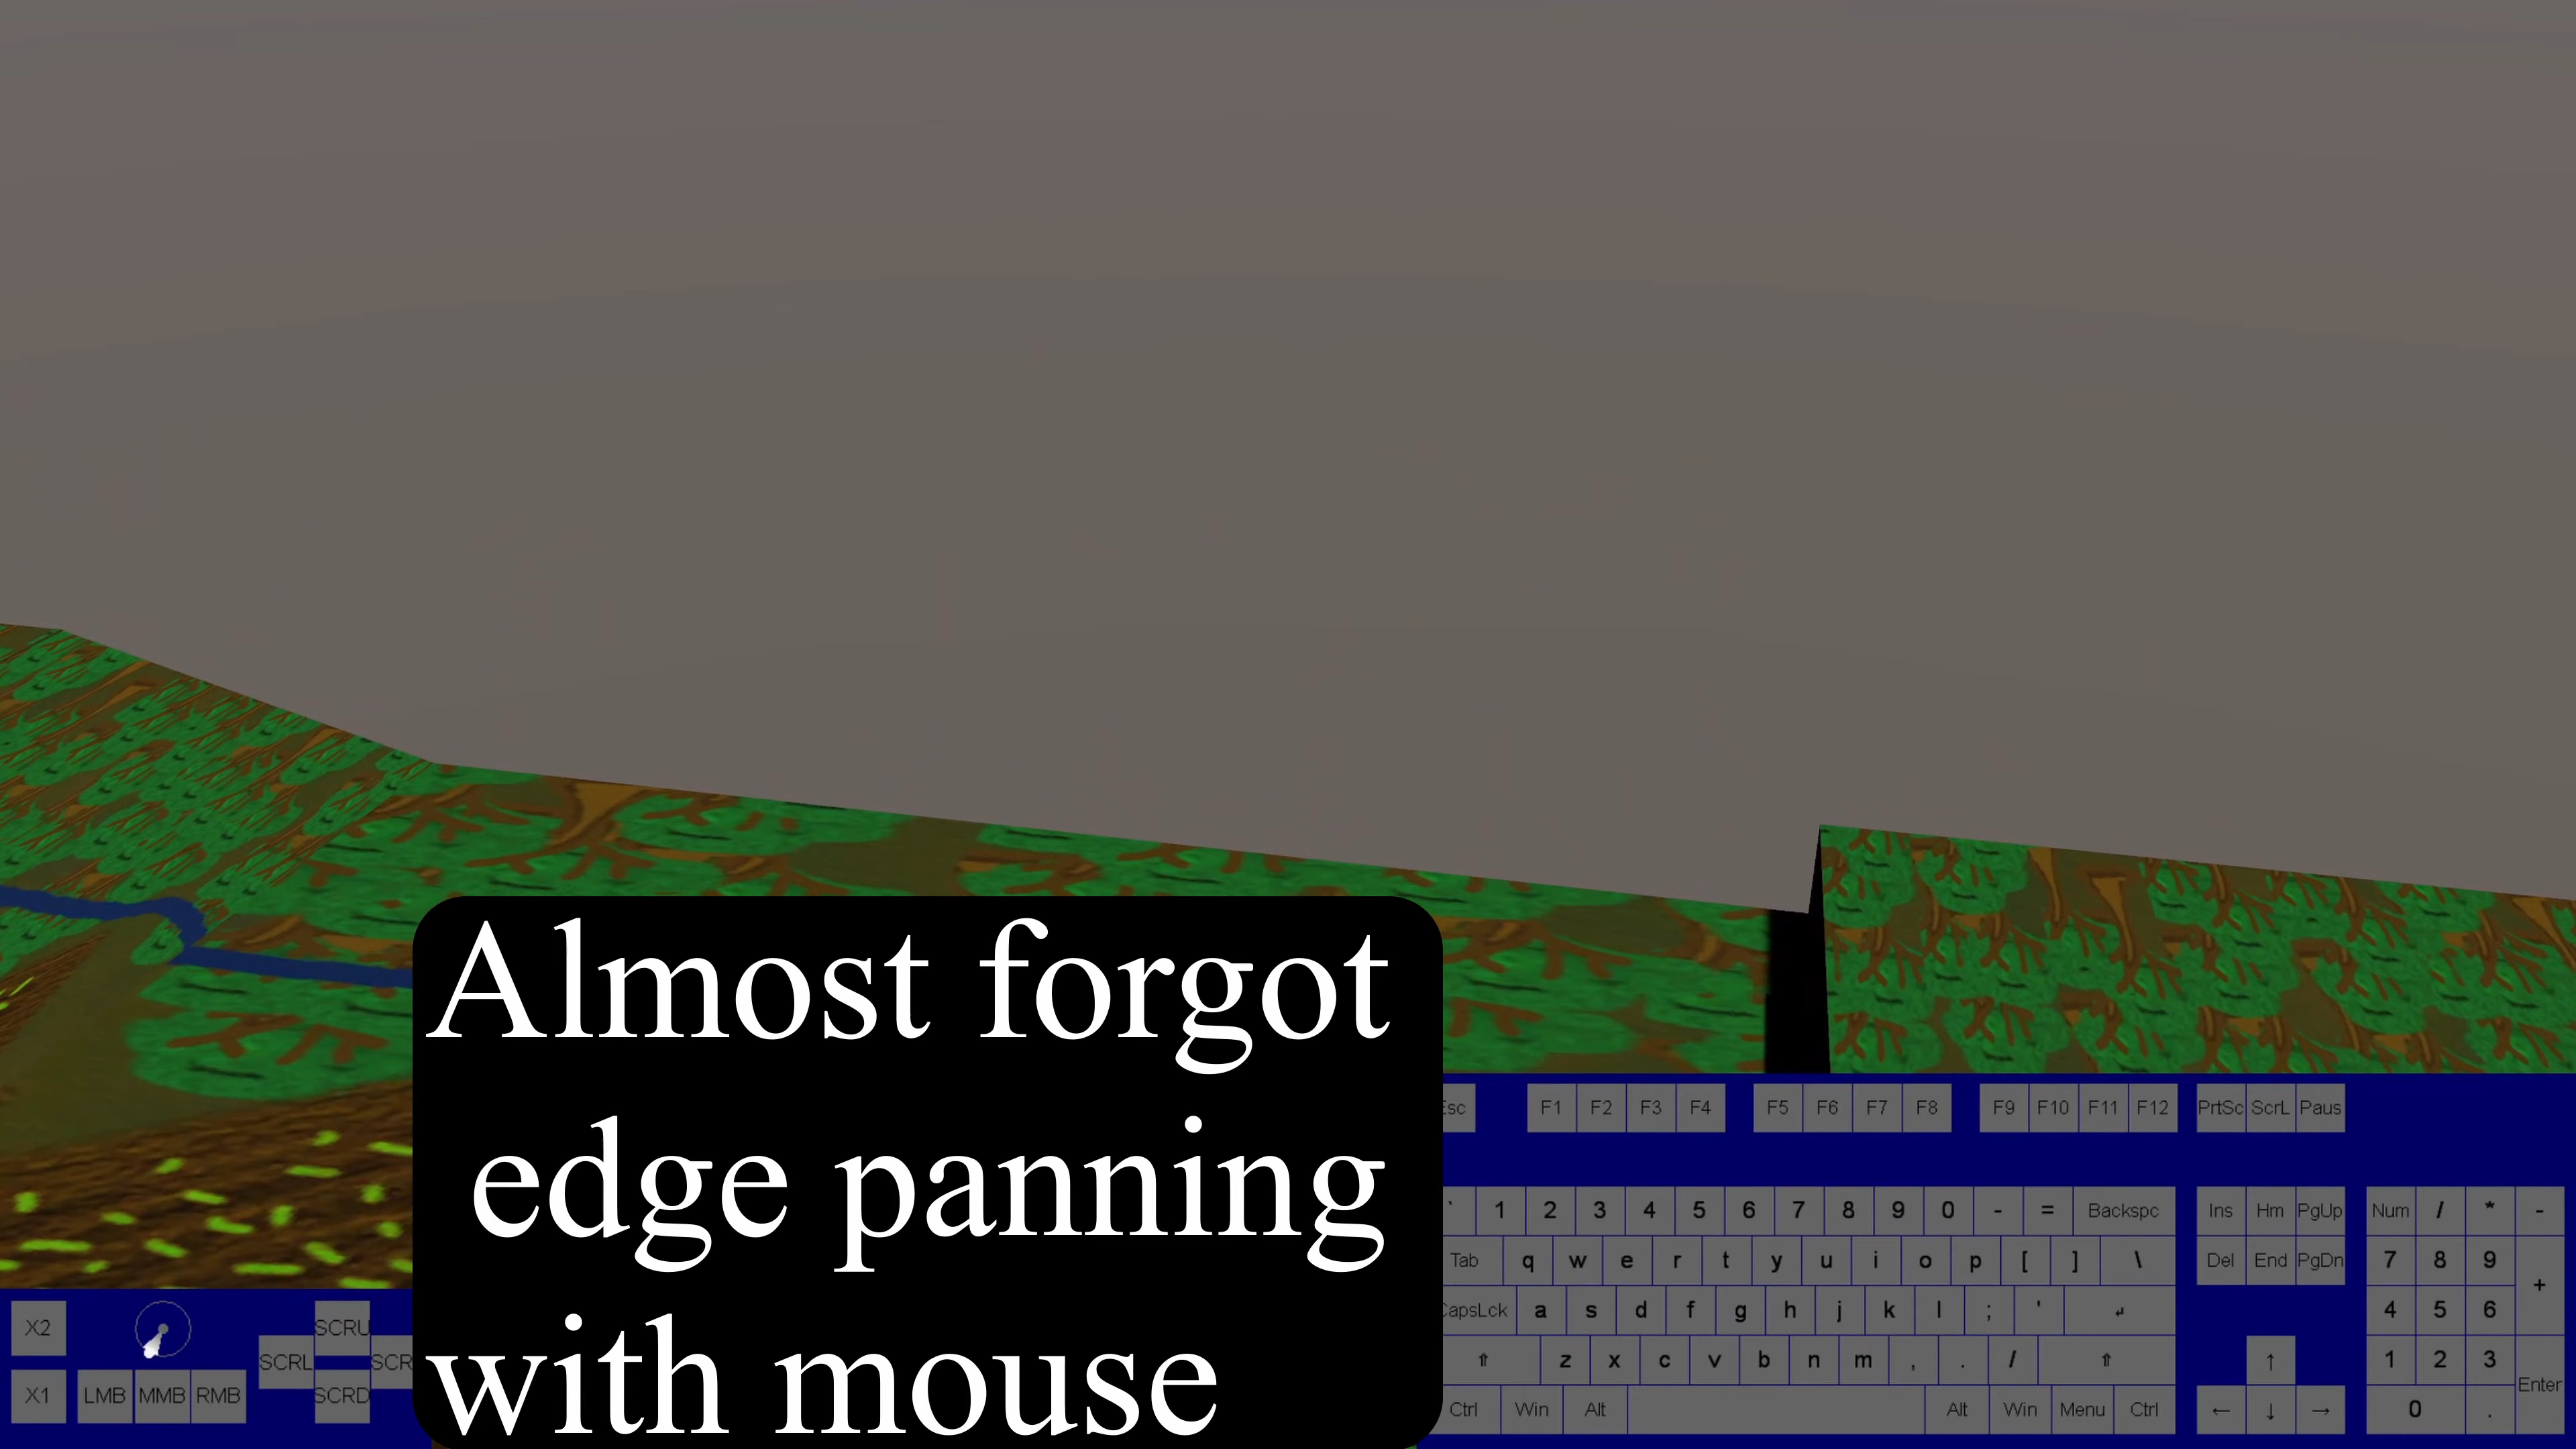 Almost forgot
edge panning
with mouse
Esc F1 F2 F3 F4 F5 F6 F7 F8 F9 F10 F11 F12 PrtSc ScrL Paus
` 1 2 3 4 5 6 7 8 9 0 - = Backspc Ins Hm PgUp Num / * -
Tab q w e r t y u i o p [ ] \ Del End PgDn 7 8 9 +
CapsLck a s d f g h j k l ; ' ↵ 4 5 6
⇑ z x c v b n m , . / ⇑ ↑ 1 2 3 Enter
Ctrl Win Alt Alt Win Menu Ctrl ← ↓ → 0 .
X2 SCRU
SCRL SCR
X1 LMB MMB RMB SCRD